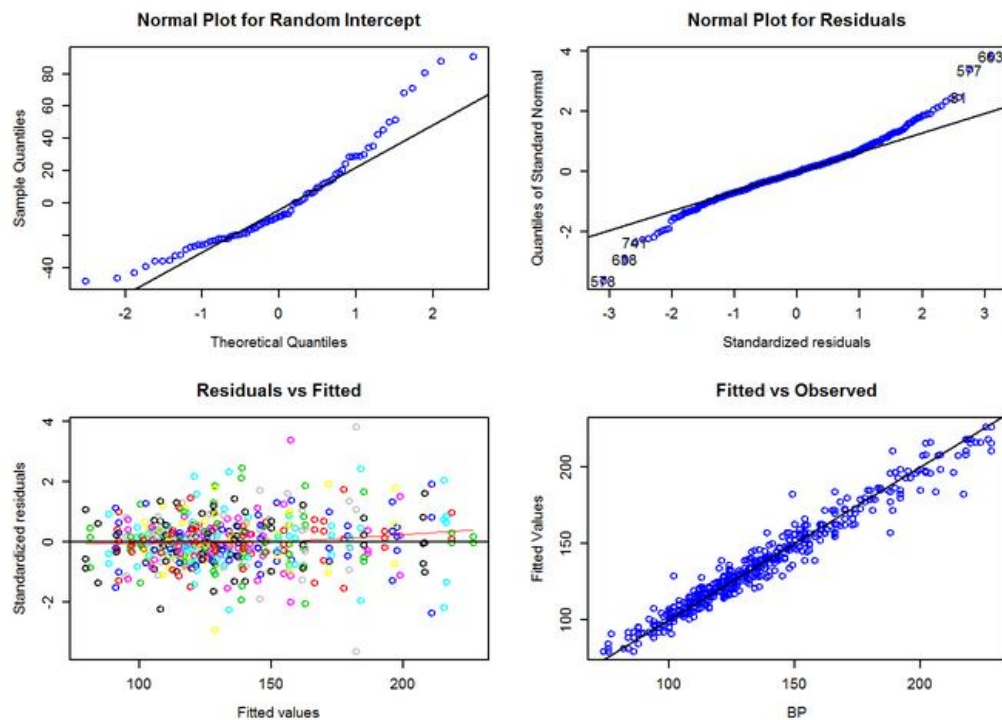 Normal Plot for Random Intercept
Sample Quantiles
80
60
40
20
0
-40
-2 -1 0 1 2
Theoretical Quantiles
Normal Plot for Residuals
Quantiles of Standard Normal
4
2
0
-2
663
577
51
741
578
-3 -2 -1 0 1 2 3
Standardized residuals
Residuals vs Fitted
Standardized residuals
4
2
0
-2
100 150 200
Fitted values
Fitted vs Observed
Fitted Values
200
150
100
100 150 200
BP